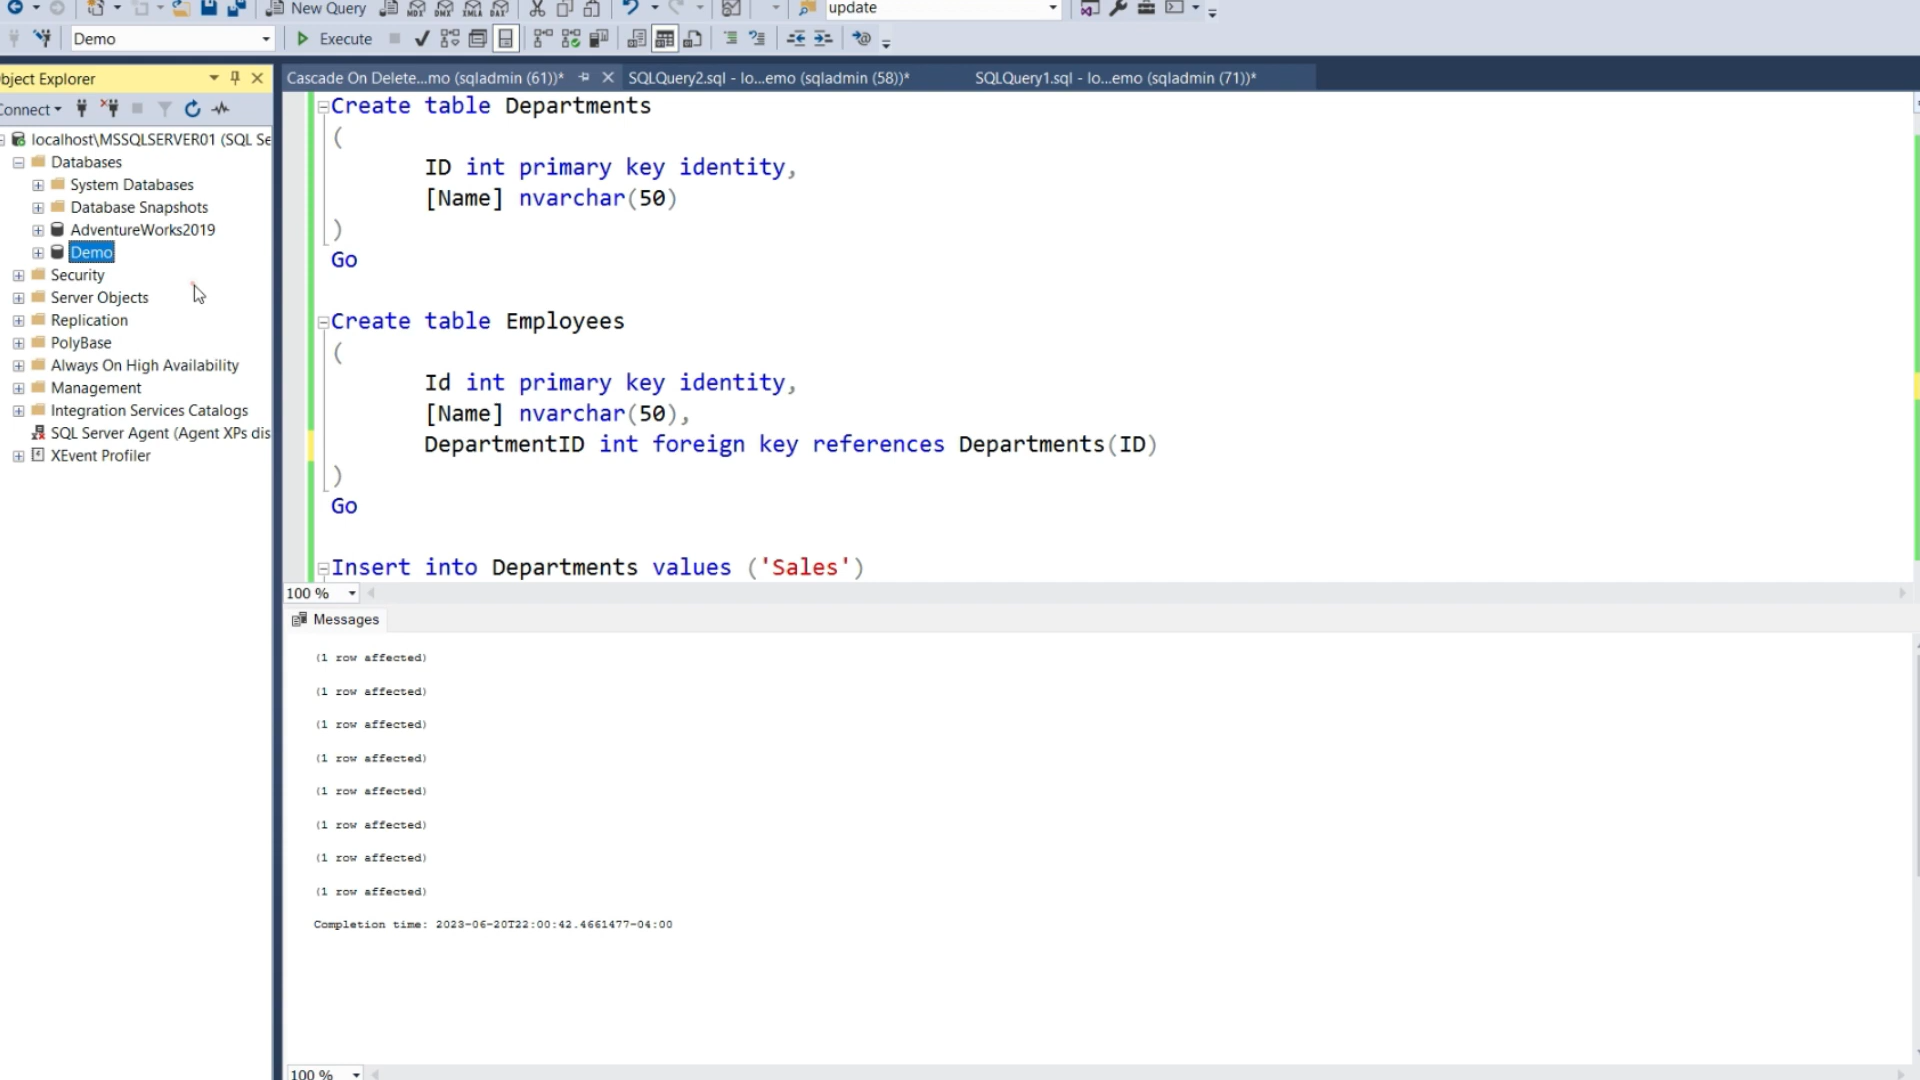 New Query
MDX
DMX
XMLA
DAX
update
Demo
Execute
bject Explorer
Cascade On Delete...mo (sqladmin (61))*
SQLQuery2.sql - lo...emo (sqladmin (58))*
SQLQuery1.sql - lo...emo (sqladmin (71))*
Connect
localhost\MSSQLSERVER01 (SQL Se
Databases
System Databases
Database Snapshots
AdventureWorks2019
Demo
Security
Server Objects
Replication
PolyBase
Always On High Availability
Management
Integration Services Catalogs
SQL Server Agent (Agent XPs dis
XEvent Profiler
Create table Departments
(
ID int primary key identity,
[Name] nvarchar(50)
)
Go
Create table Employees
(
Id int primary key identity,
[Name] nvarchar(50),
DepartmentID int foreign key references Departments(ID)
)
Go
Insert into Departments values ('Sales')
100 %
Messages
(1 row affected)
(1 row affected)
(1 row affected)
(1 row affected)
(1 row affected)
(1 row affected)
(1 row affected)
(1 row affected)
Completion time: 2023-06-20T22:00:42.4661477-04:00
100 %